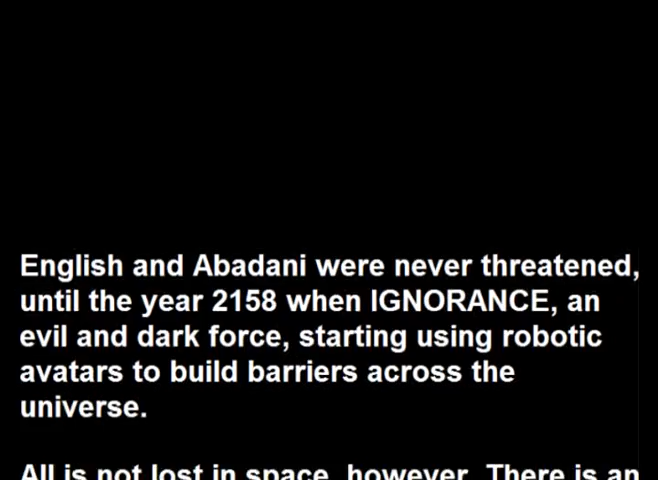 English and Abadani were never threatened,
until the year 2158 when IGNORANCE, an
evil and dark force, starting using robotic
avatars to build barriers across the
universe.
All is not lost in space, however. There is an